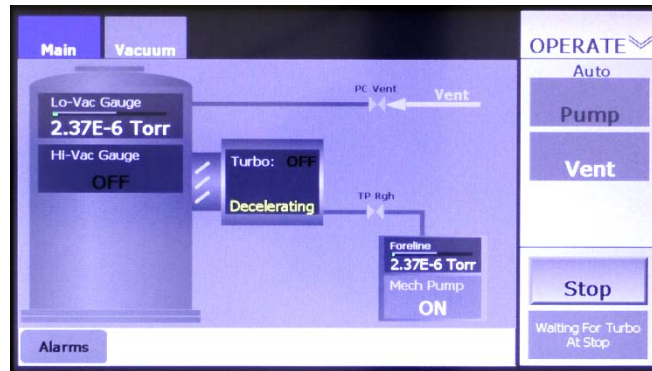 Main
Vacuum
OPERATE
Auto
Pump
Vent
Stop
Waiting For Turbo
At Stop
PC Vent
Vent
Lo-Vac Gauge
2.37E-6 Torr
Hi-Vac Gauge
OFF
Turbo: OFF
Decelerating
TP Rgh
Foreline
2.37E-6 Torr
Mech Pump
ON
Alarms